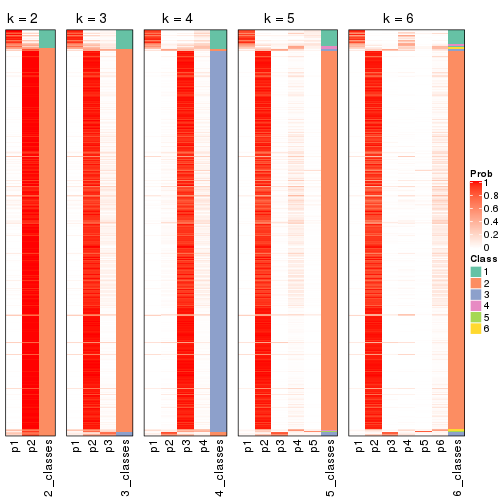 k = 2
k = 3
k = 4
k = 5
k = 6
p1
p2
2_classes
p1
p2
p3
3_classes
p1
p2
p3
p4
4_classes
p1
p2
p3
p4
p5
5_classes
p1
p2
p3
p4
p5
p6
6_classes
Prob
1
0.8
0.6
0.4
0.2
0
Class
1
2
3
4
5
6